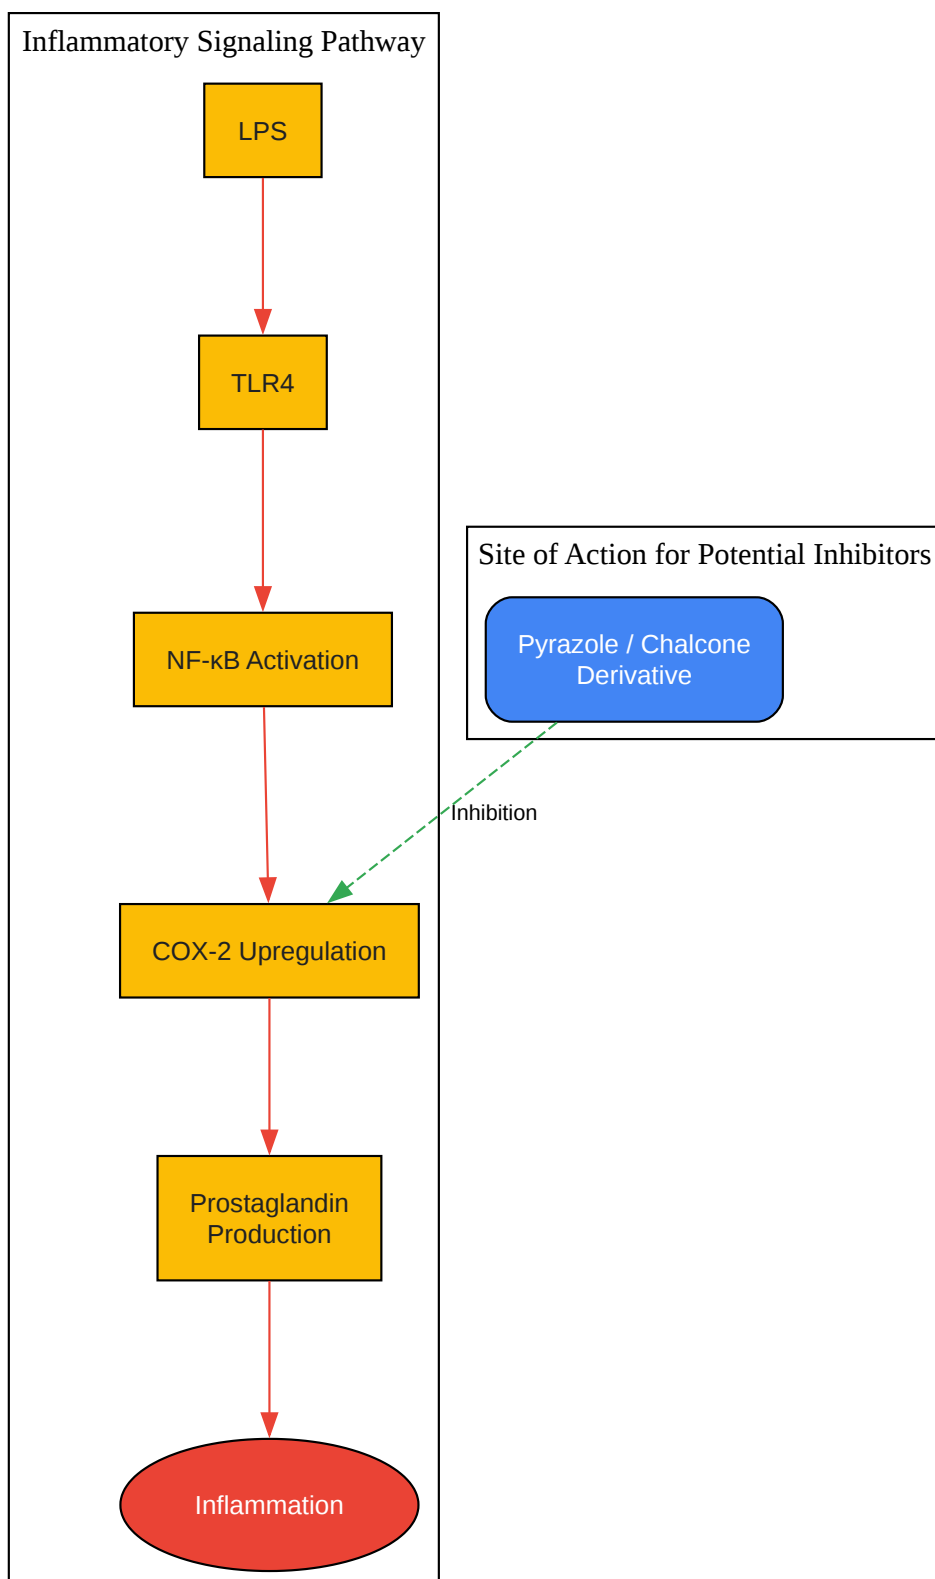 Inflammatory Signaling Pathway
LPS
TLR4
Site of Action for Potential Inhibitors
Pyrazole / Chalcone
Derivative
NF-κB Activation
Inhibition
COX-2 Upregulation
Prostaglandin
Production
Inflammation